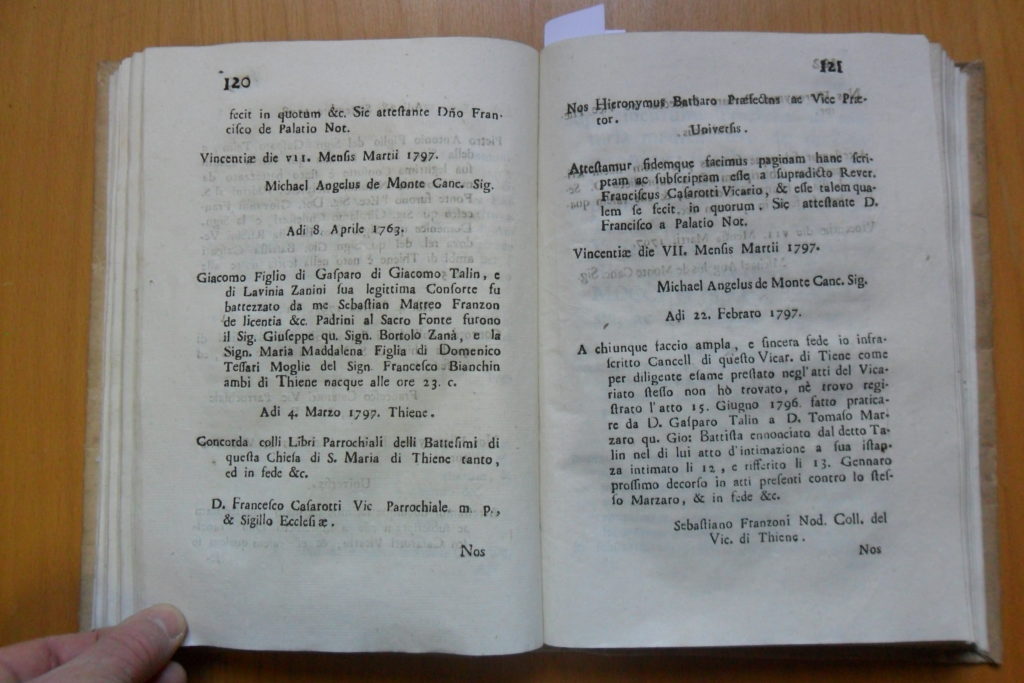 120
fecit in quorum &c. Sic attestante Dño Fran-
cisco de Palatio Not.
Vincentiæ die vii. Mensis Martii 1797.
Michael Angelus de Monte Canc. Sig.
Adi 8. Aprile 1763.
Giacomo Figlio di Gasparo di Giacomo Talin, e
di Lavinia Zanini sua legittima Consorte fu
battezzato da me Sebastian Matteo Franzon
de licentia &c. Padrini al Sacro Fonte furono
il Sig. Giuseppe qu. Sign. Bortolo Zanà, e la
Sign. Maria Maddalena Figlia di Domenico
Tessari Moglie del Sign. Francesco Bianchin
ambi di Thiene nacque alle ore 23. c.
Adi 4. Marzo 1797. Thiene.
Concorda colli Libri Parrochiali delli Battesimi di
questa Chiesa di S. Maria di Thiene tanto,
ed in fede &c.
D. Francesco Casarotti Vic Parrochiale m. p.,
& Sigillo Ecclesiæ.
Nos
121
Nos Hieronymus Barbaro Præfectus ac Vice Præ-
tor.
Universis.
Attestamur fidemque facimus paginam hanc scri-
ptam ac subscriptam esse a supradicto Rever.
Franciscus Casarotti Vicario, & esse talem qua-
lem se fecit in quorum. Sic attestante D.
Francisco a Palatio Not.
Vincentiæ die VII. Mensis Martii 1797.
Michael Angelus de Monte Canc. Sig.
Adi 22. Febraro 1797.
A chiunque faccio ampla, e sincera fede io infra-
scritto Cancell di questo Vicar. di Tiene come
per diligente esame prestato negl'atti del Vica-
riato stesso non hò trovato, nè trovo regi-
strato l'atto 15. Giugno 1796. fatto pratica-
re da D. Gasparo Talin a D. Tomaso Mar-
zaro qu. Gio: Battista ennonciato dal detto Ta-
lin nel di lui atto d'intimazione a sua istan-
za intimato li 12, e rifferito li 13. Gennaro
prossimo decorso in atti presenti contro lo stes-
so Marzaro, & in fede &c.
Sebastiano Franzoni Nod. Coll. del
Vic. di Thiene.
Nos